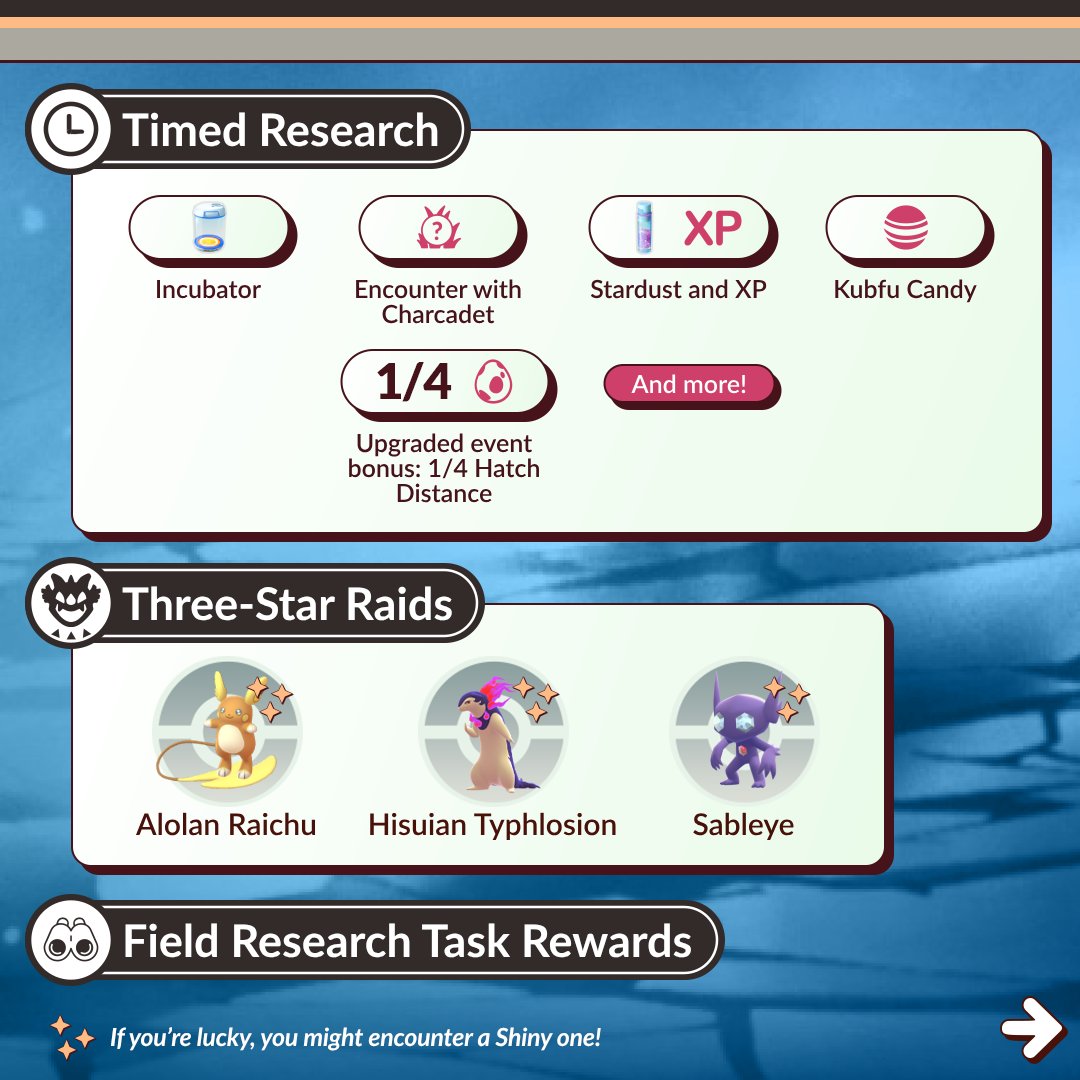 Timed Research
Incubator
?
Encounter with
Charcadet
XP
Stardust and XP
Kubfu Candy
1/4
Upgraded event
bonus: 1/4 Hatch
Distance
And more!
Three-Star Raids
Alolan Raichu
Hisuian Typhlosion
Sableye
Field Research Task Rewards
If you're lucky, you might encounter a Shiny one!